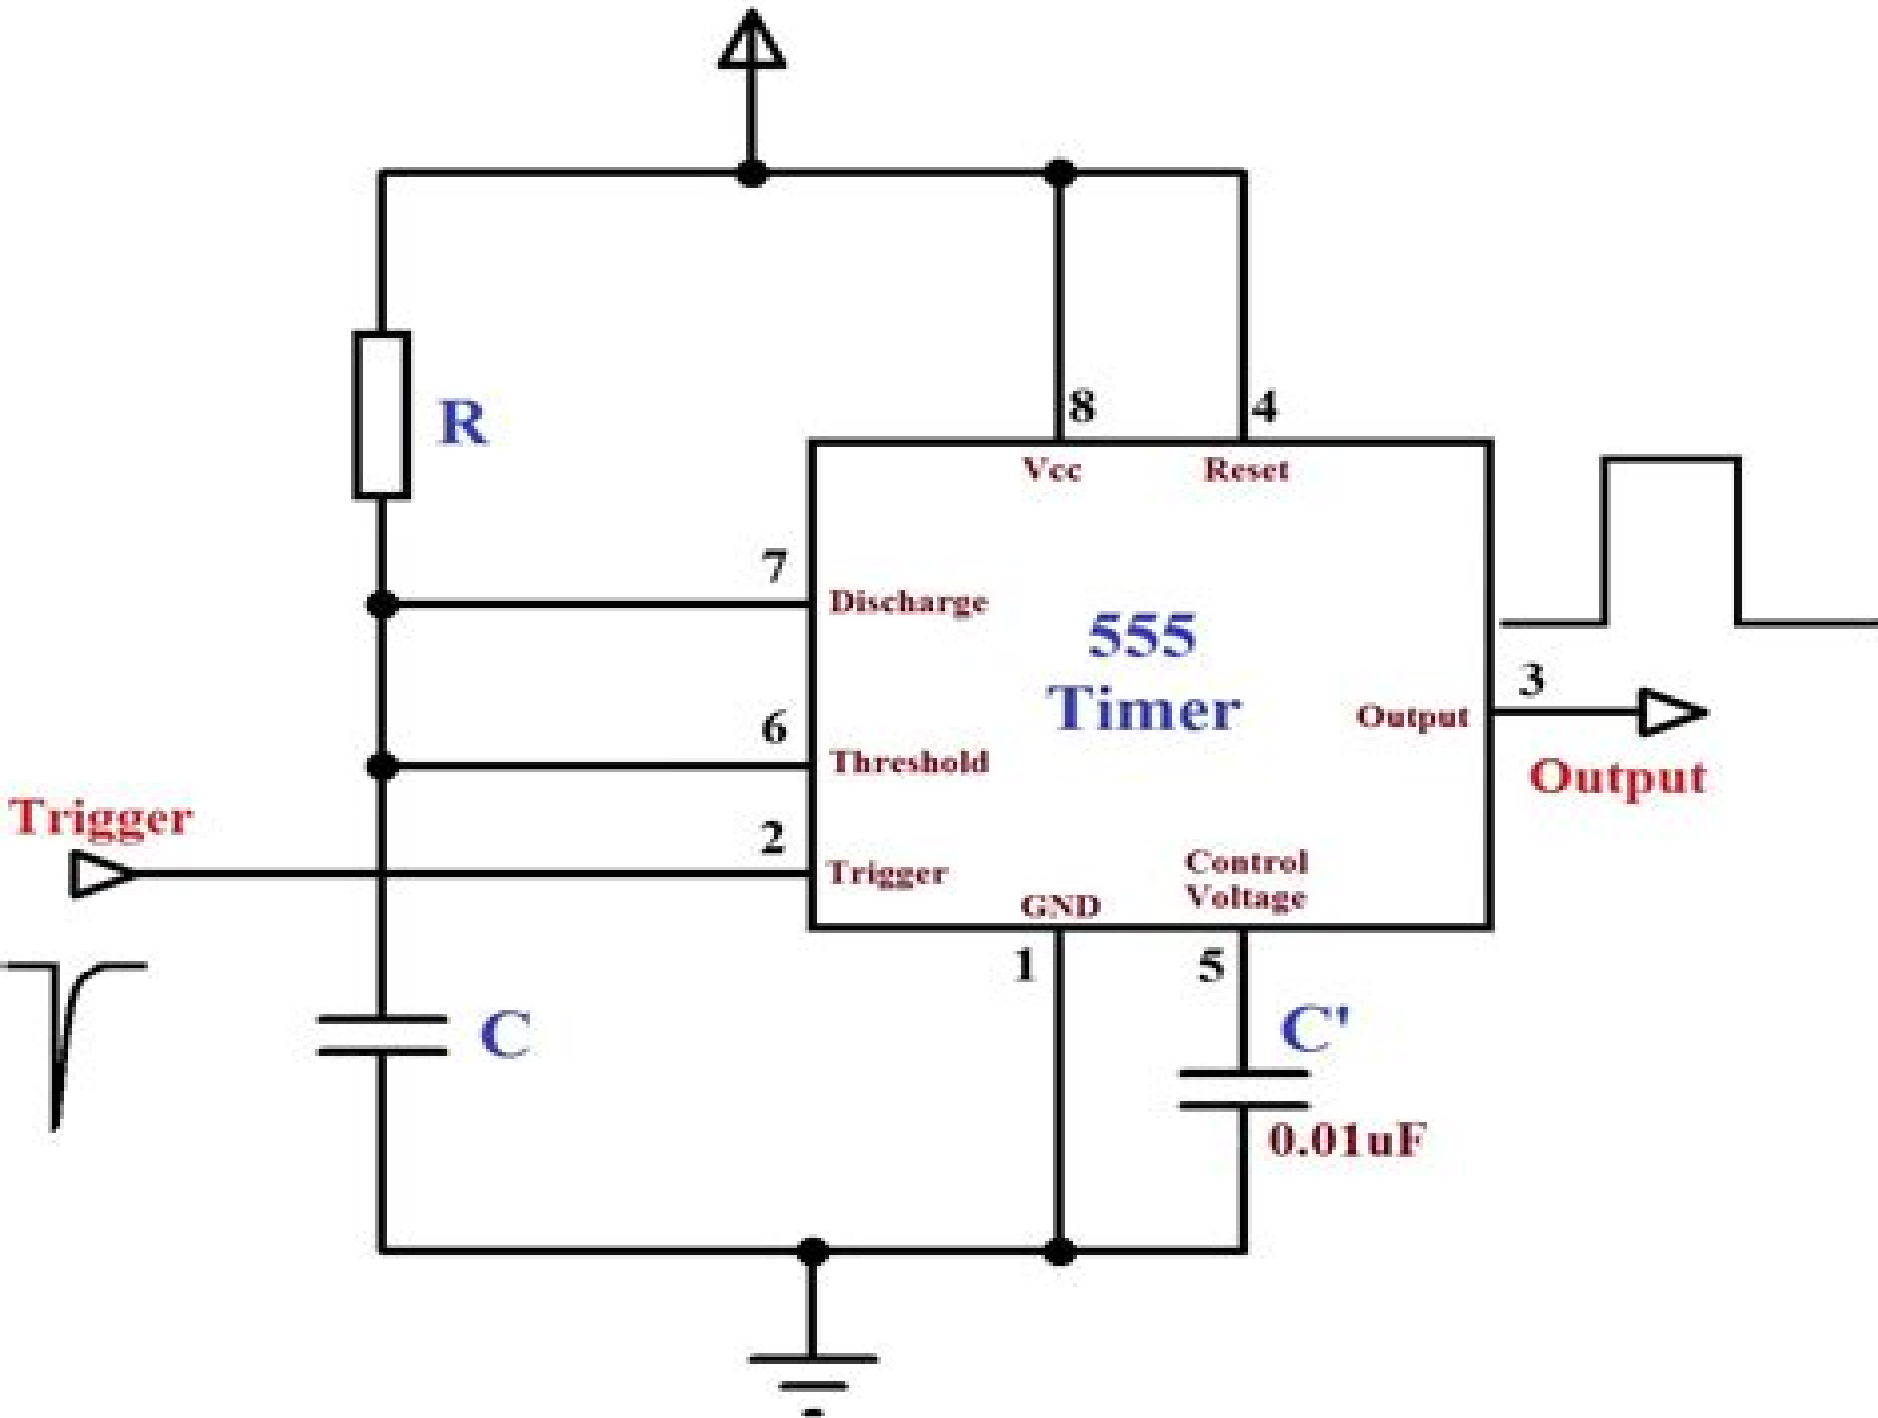 R
8
4
Vcc
Reset
7
Discharge
555
Timer
3
Output
Output
6
Threshold
Trigger
2
Trigger
Control
Voltage
GND
1
5
C
C'
0.01uF